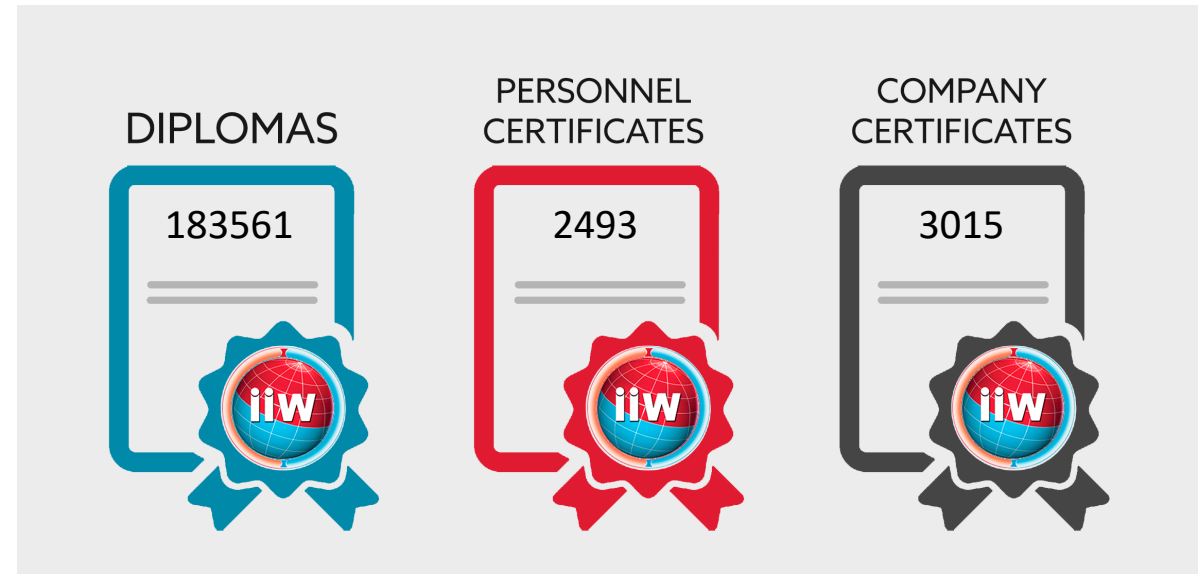 DIPLOMAS
183561
iiw
PERSONNEL
CERTIFICATES
2493
iiw
COMPANY
CERTIFICATES
3015
iiw